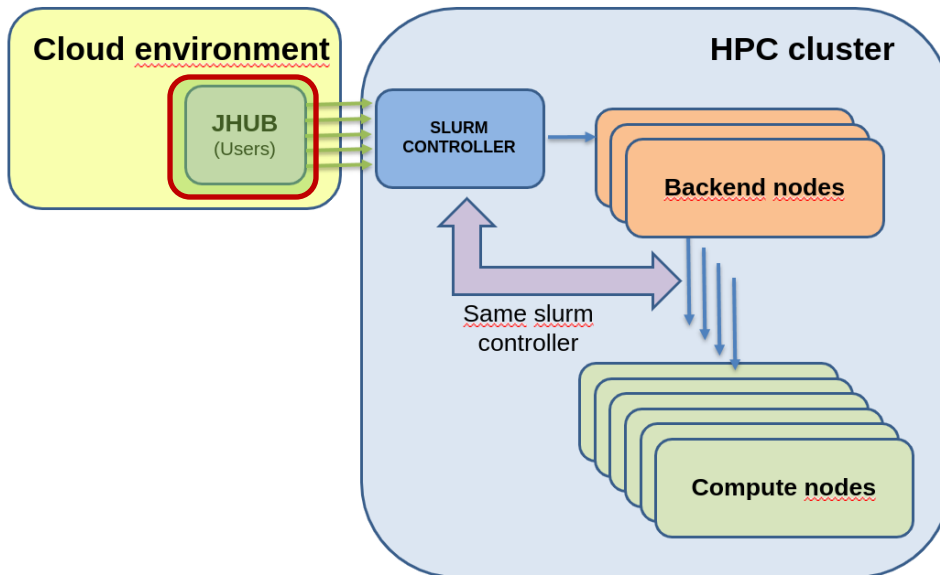 Cloud environment
HPC cluster
JHUB
(Users)
SLURM
CONTROLLER
Backend nodes
Same slurm
controller
Compute nodes